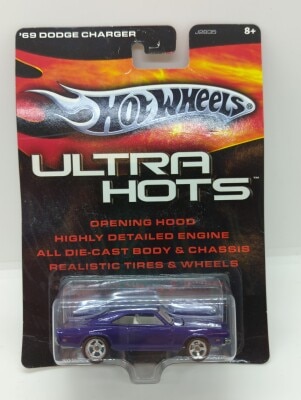 '69 DODGE CHARGER
8+
HOT WHEELS
ULTRA
HOTS™
OPENING HOOD
HIGHLY DETAILED ENGINE
ALL DIE-CAST BODY & CHASSIS
REALISTIC TIRES & WHEELS